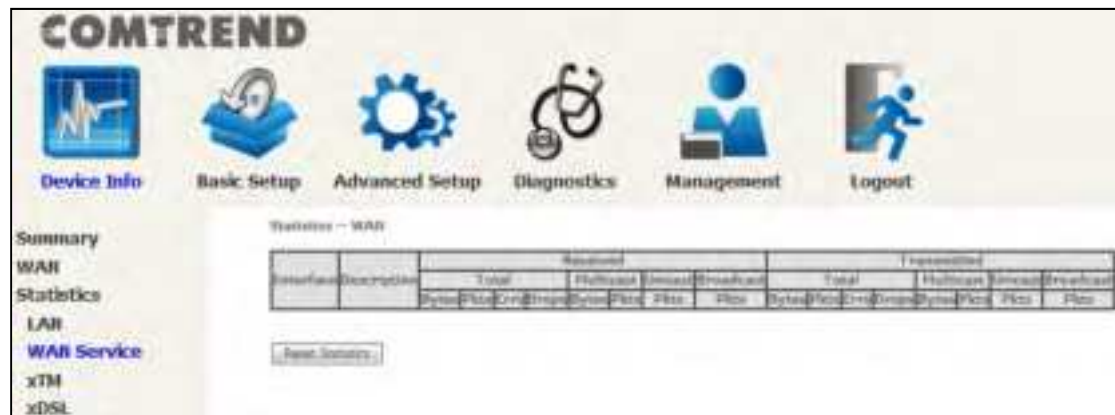 COMTREND
Device Info Basic Setup Advanced Setup Diagnostics Management Logout
Summary
WAN
Statistics
LAN
WAN Service
xTM
xDSL
Statistics -- WAN
Interface Description Received Transmitted
Total Multicast Unicast Broadcast Total Multicast Unicast Broadcast
Bytes Pkts Errs Drops Bytes Pkts Pkts Pkts Bytes Pkts Errs Drops Bytes Pkts Pkts Pkts
Reset Statistics